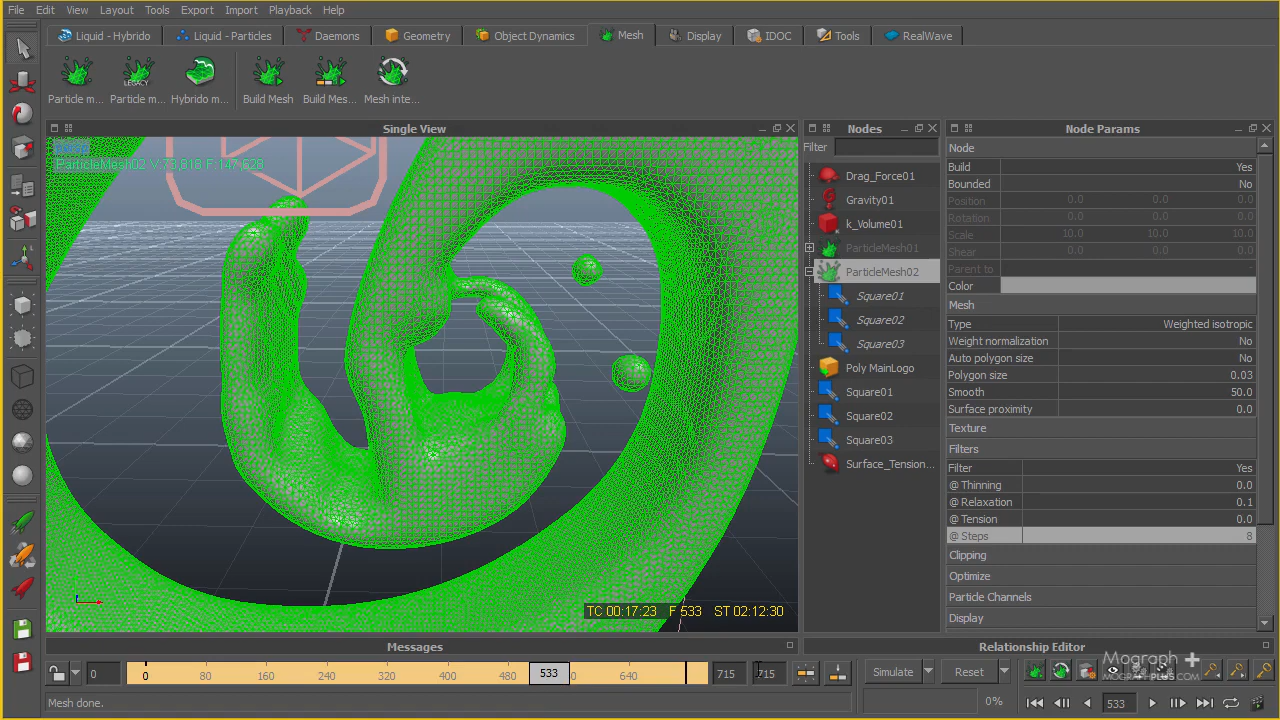 File Edit View Layout Tools Export Import Playback Help
Liquid - Hybrido Liquid - Particles Daemons Geometry Object Dynamics Mesh Display IDOC Tools RealWave
LEGACY
Particle m... Particle m... Hybrido m... Build Mesh Build Mes... Mesh inte...
Single View
persp
ParticleMesh02 V:73,818 F:147,628
TC 00:17:23 F 533 ST 02:12:30
Nodes
Filter
Drag_Force01
Gravity01
k_Volume01
ParticleMesh01
ParticleMesh02
Square01
Square02
Square03
Poly MainLogo
Square01
Square02
Square03
Surface_Tension...
Node Params
Node
Build Yes
Bounded No
Position 0.0 0.0 0.0
Rotation 0.0 0.0 0.0
Scale 10.0 10.0 10.0
Shear 0.0 0.0
Parent to
Color
Mesh
Type Weighted isotropic
Weight normalization No
Auto polygon size No
Polygon size 0.03
Smooth 50.0
Surface proximity 0.0
Texture
Filters
Filter Yes
@ Thinning 0.0
@ Relaxation 0.1
@ Tension 0.0
@ Steps 8
Clipping
Optimize
Particle Channels
Display
Messages
Relationship Editor
0 0 80 160 240 320 400 480 533 640 715 715
Simulate Reset
Mograph
MOGRAPHPLUS.COM
Mesh done.
0%
533